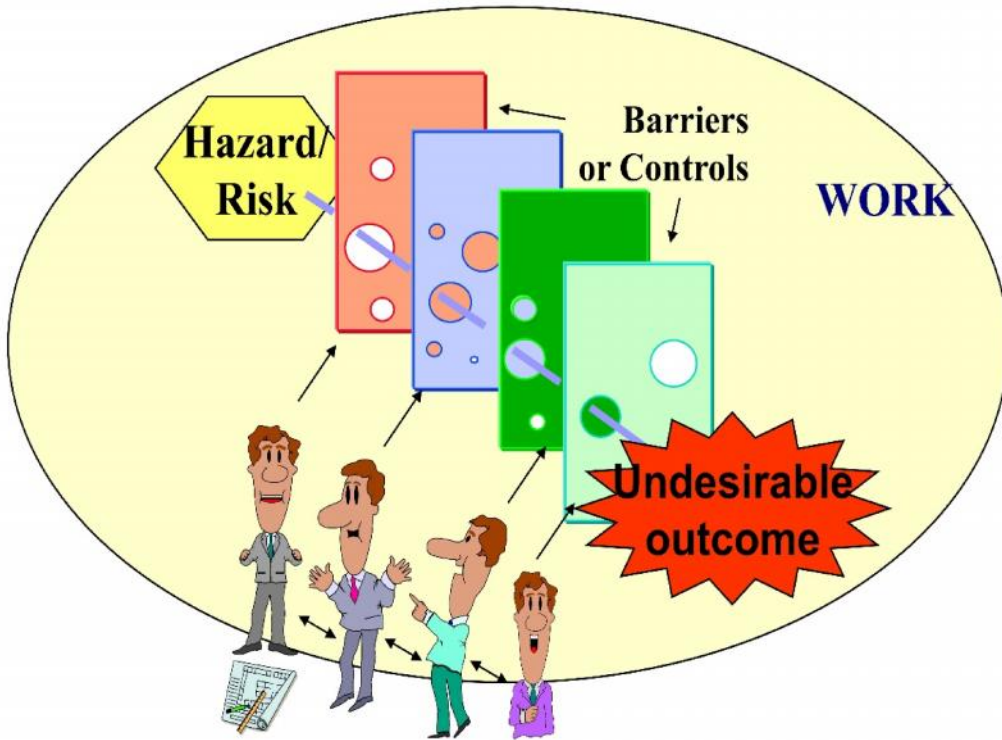 Hazard/
Risk
Barriers
or Controls
WORK
Undesirable
outcome